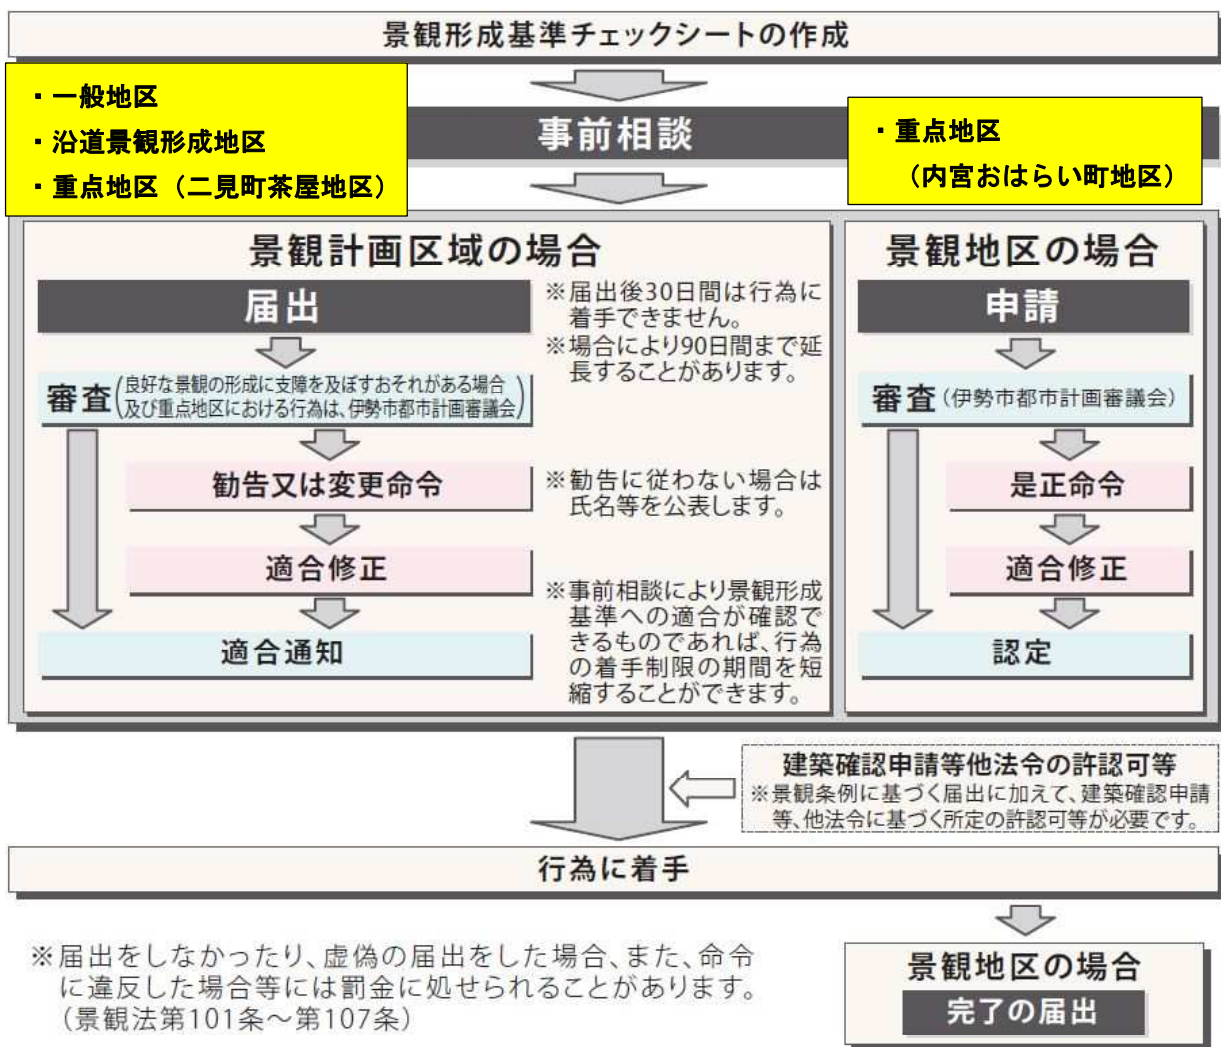 景観形成基準チェックシートの作成
・一般地区
・沿道景観形成地区
・重点地区（二見町茶屋地区）
事前相談
・重点地区
（内宮おはらい町地区）
景観計画区域の場合
届出
※届出後30日間は行為に
着手できません。
※場合により90日間まで延
長することがあります。
審査（良好な景観の形成に支障を及ぼすおそれがある場合
及び重点地区における行為は、伊勢市都市計画審議会）
勧告又は変更命令
※勧告に従わない場合は
氏名等を公表します。
適合修正
※事前相談により景観形成
基準への適合が確認で
きるものであれば、行為
の着手制限の期間を短
縮することができます。
適合通知
景観地区の場合
申請
審査（伊勢市都市計画審議会）
是正命令
適合修正
認定
建築確認申請等他法令の許認可等
※景観条例に基づく届出に加えて、建築確認申請
等、他法令に基づく所定の許認可等が必要です。
行為に着手
※届出をしなかったり、虚偽の届出をした場合、また、命令
に違反した場合等には罰金に処せられることがあります。
（景観法第101条～第107条）
景観地区の場合
完了の届出